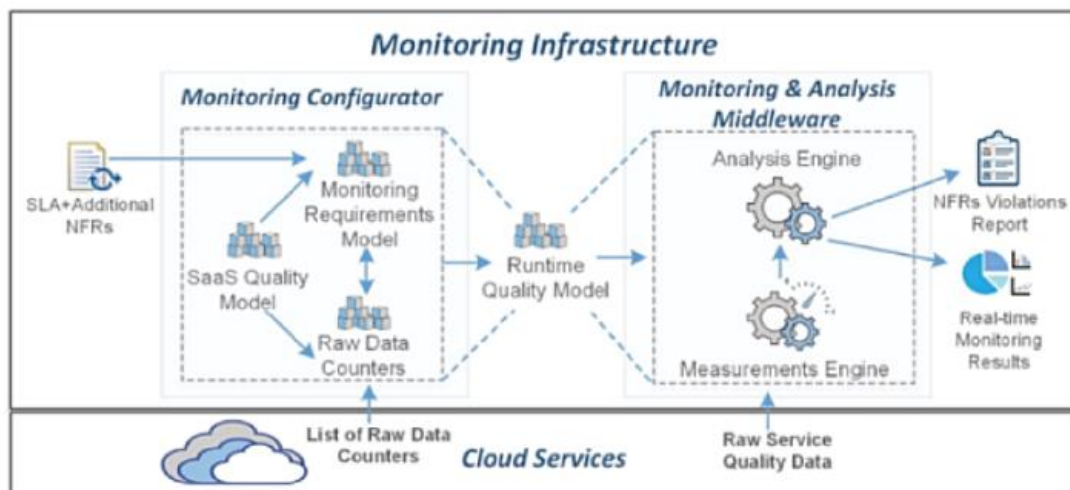 Monitoring Infrastructure
Monitoring Configurator
Monitoring & Analysis
Middleware
SLA+Additional
NFRs
Monitoring
Requirements
Model
SaaS Quality
Model
Raw Data
Counters
Runtime
Quality Model
Analysis Engine
Measurements Engine
NFRs Violations
Report
Real-time
Monitoring
Results
List of Raw Data
Counters
Cloud Services
Raw Service
Quality Data